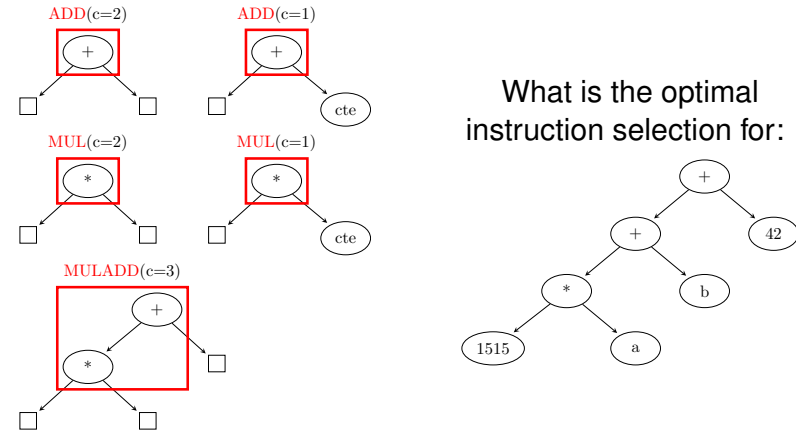 ADD(c=2)
ADD(c=1)
+
+
cte
MUL(c=2)
MUL(c=1)
*
*
cte
MULADD(c=3)
+
*
What is the optimal
instruction selection for:
+
+
42
*
b
1515
a